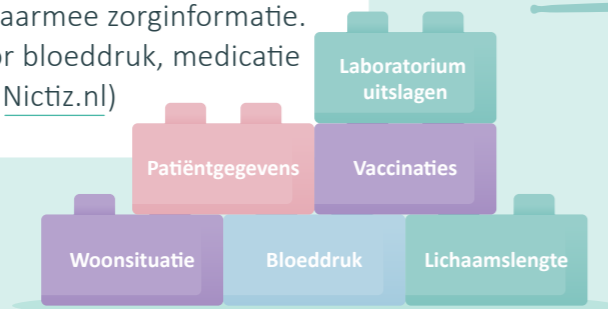 aarmee zorginformatie.
bloeddruk, medicatie
Nictiz.nl)
Laboratorium
uitslagen
Patiëntgegevens
Vaccinaties
Woonsituatie
Bloeddruk
Lichaamslengte